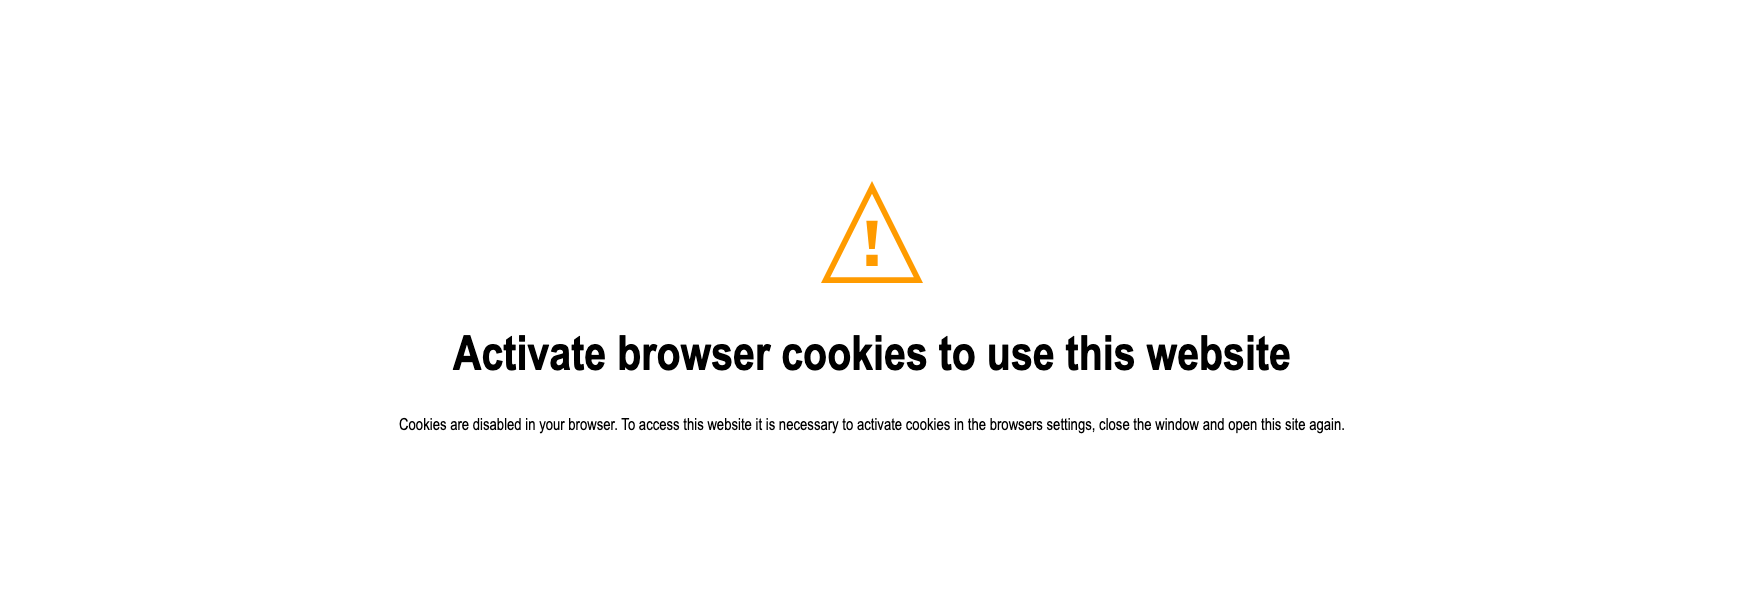 !
Activate browser cookies to use this website
Cookies are disabled in your browser. To access this website it is necessary to activate cookies in the browsers settings, close the window and open this site again.